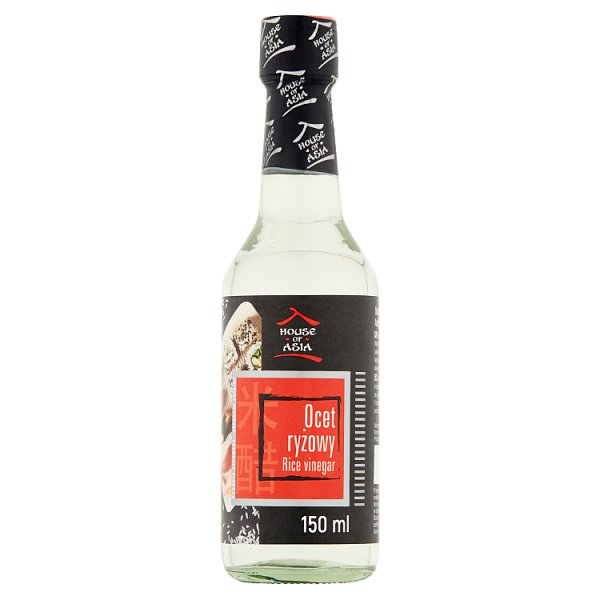 HOUSE
OF
ASIA
HOUSE
OF
ASIA
HOUSE
OF
ASIA
米
醋
Ocet
ryżowy
Rice vinegar
150 ml